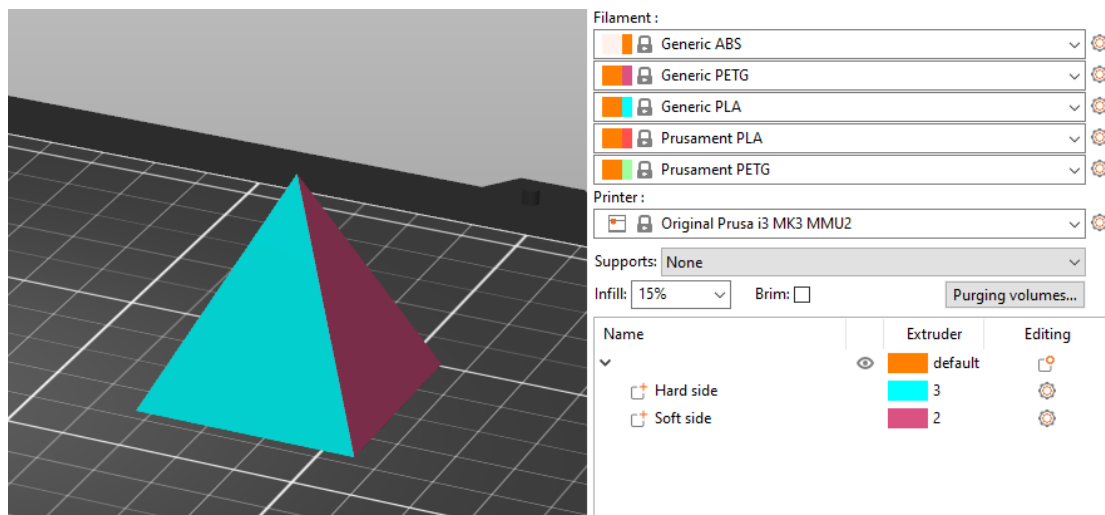 Filament :
Generic ABS
Generic PETG
Generic PLA
Prusament PLA
Prusament PETG
Printer :
Original Prusa i3 MK3 MMU2
Supports: None
Infill: 15% Brim: Purging volumes...
Name Extruder Editing
default
Hard side 3
Soft side 2